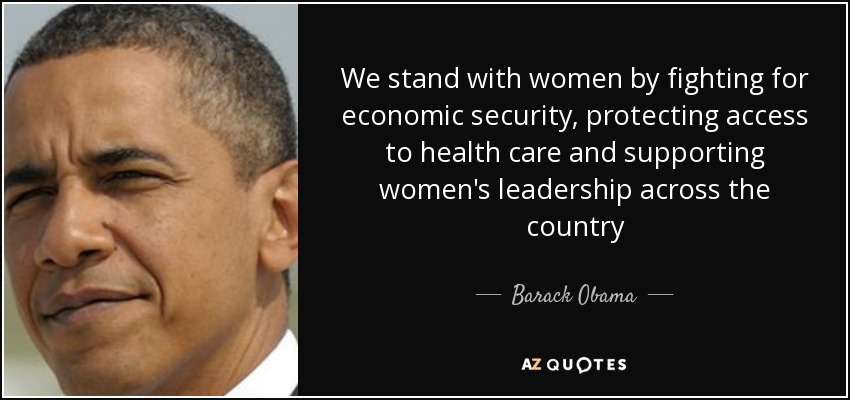 We stand with women by fighting for
economic security, protecting access
to health care and supporting
women's leadership across the
country
Barack Obama
AZ QUOTES